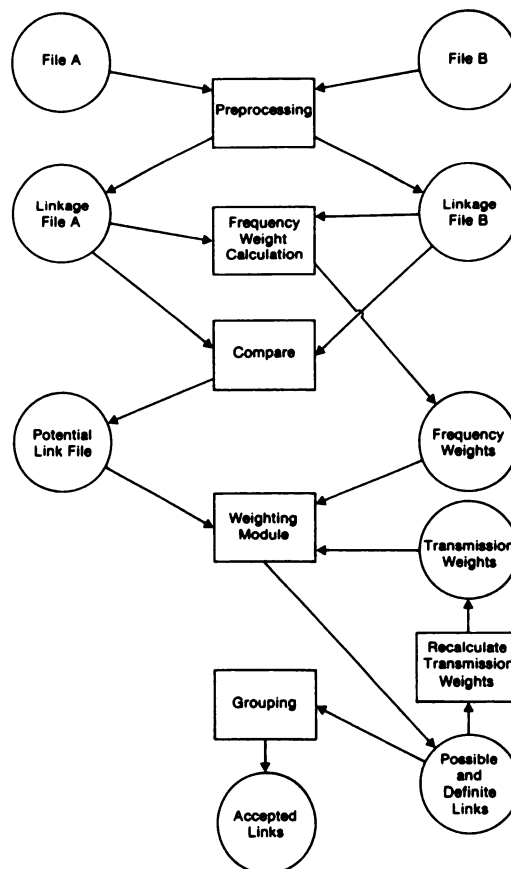 File A
File B
Preprocessing
Linkage
File A
Frequency
Weight
Calculation
Linkage
File B
Compare
Potential
Link File
Frequency
Weights
Weighting
Module
Transmission
Weights
Recalculate
Transmission
Weights
Grouping
Possible
and
Definite
Links
Accepted
Links